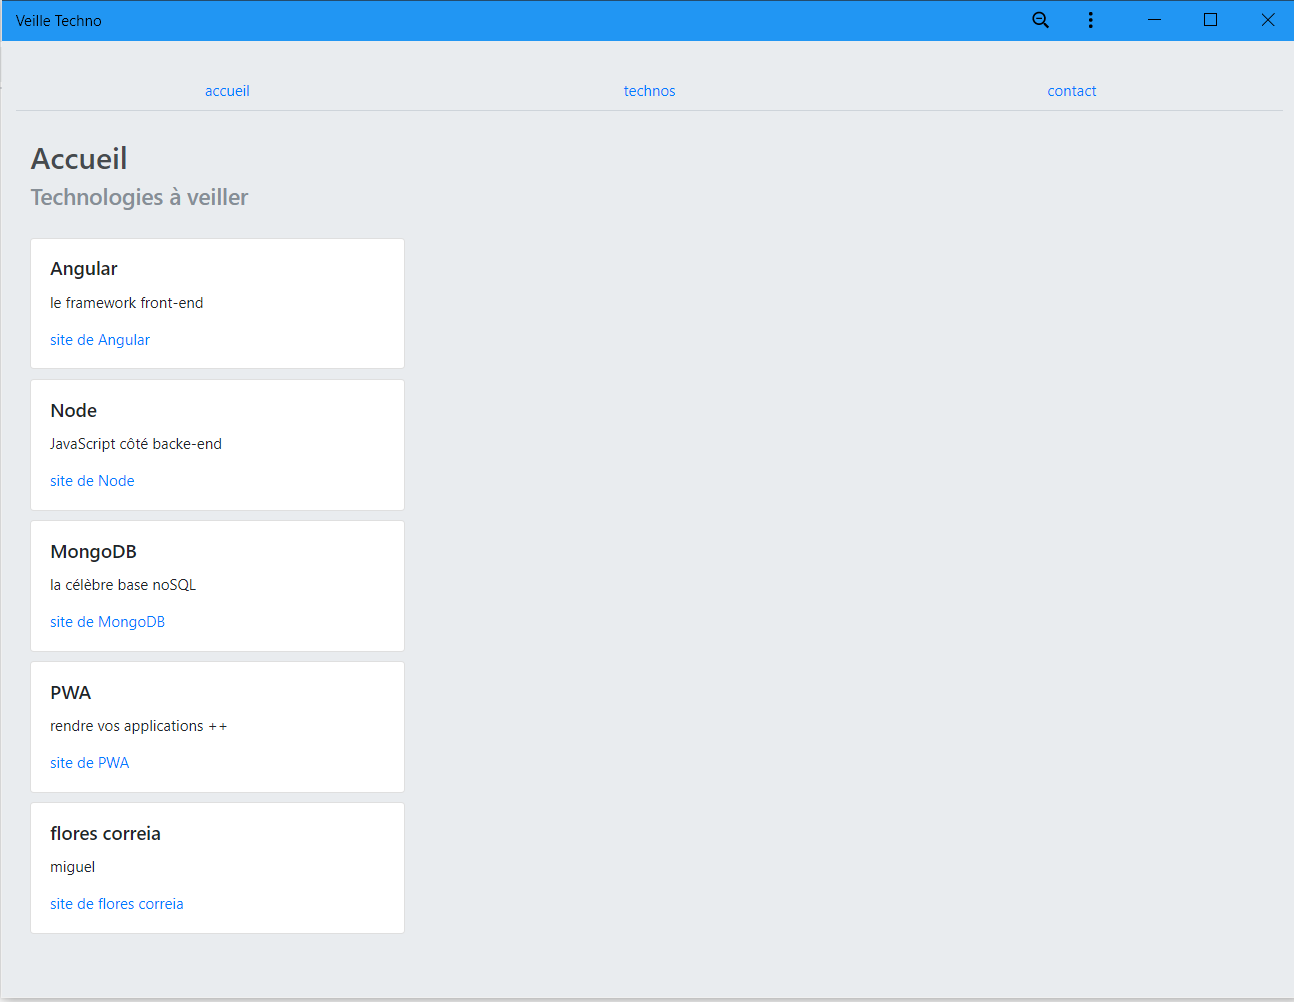 Veille Techno
accueil technos contact
Accueil
Technologies à veiller
Angular
le framework front-end
site de Angular
Node
JavaScript côté backe-end
site de Node
MongoDB
la célèbre base noSQL
site de MongoDB
PWA
rendre vos applications ++
site de PWA
flores correia
miguel
site de flores correia